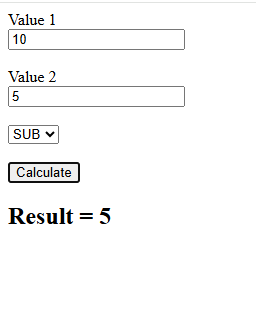 Value 1
10
Value 2
5
SUB
Calculate
Result = 5